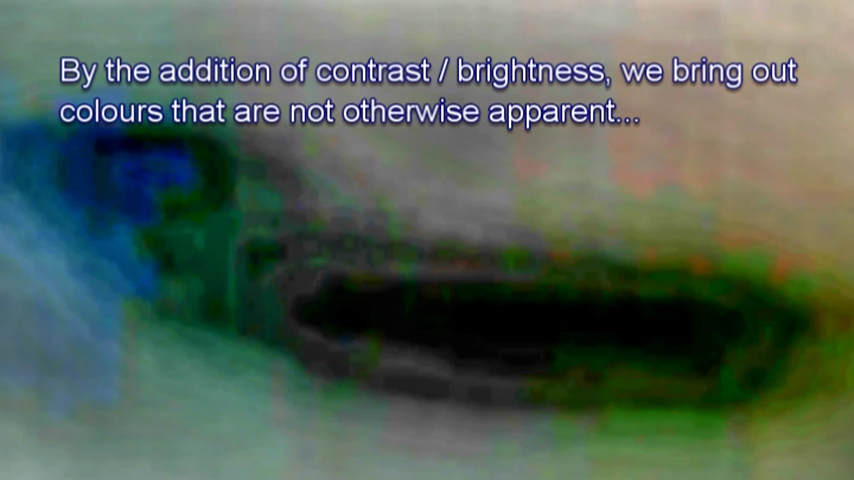 By the addition of contrast / brightness, we bring out
colours that are not otherwise apparent...